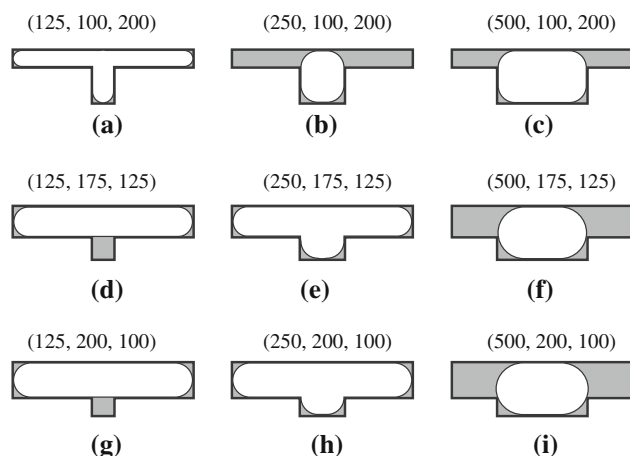 (125, 100, 200) (250, 100, 200) (500, 100, 200)
(a) (b) (c)
(125, 175, 125) (250, 175, 125) (500, 175, 125)
(d) (e) (f)
(125, 200, 100) (250, 200, 100) (500, 200, 100)
(g) (h) (i)